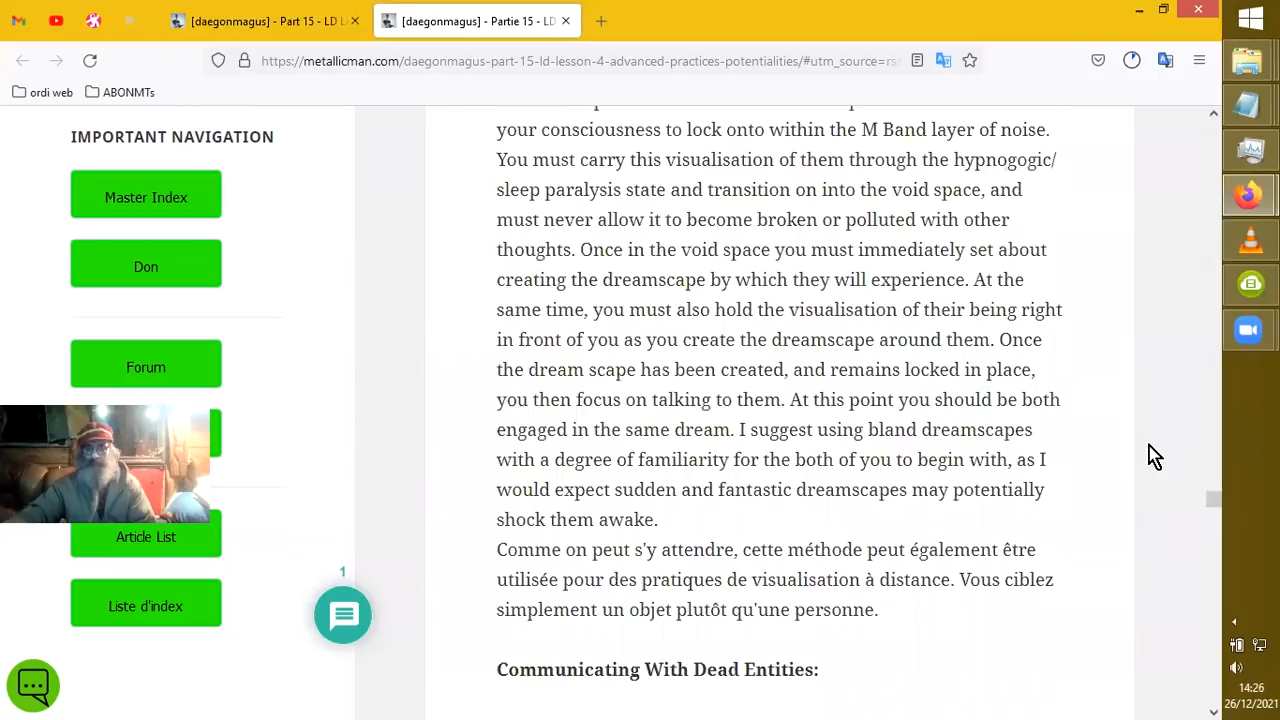 [daegonmagus] - Part 15 - LD L
[daegonmagus] - Partie 15 - LD
https://metallicman.com/daegonmagus-part-15-ld-lesson-4-advanced-practices-potentialities/#utm_source=rss
ordi web
ABONMTs
IMPORTANT NAVIGATION
Master Index
Don
Forum
Article List
Liste d'index
your consciousness to lock onto within the M Band layer of noise.
You must carry this visualisation of them through the hypnogogic/
sleep paralysis state and transition on into the void space, and
must never allow it to become broken or polluted with other
thoughts. Once in the void space you must immediately set about
creating the dreamscape by which they will experience. At the
same time, you must also hold the visualisation of their being right
in front of you as you create the dreamscape around them. Once
the dream scape has been created, and remains locked in place,
you then focus on talking to them. At this point you should be both
engaged in the same dream. I suggest using bland dreamscapes
with a degree of familiarity for the both of you to begin with, as I
would expect sudden and fantastic dreamscapes may potentially
shock them awake.
Comme on peut s'y attendre, cette méthode peut également être
utilisée pour des pratiques de visualisation à distance. Vous ciblez
simplement un objet plutôt qu'une personne.
Communicating With Dead Entities:
1
14:26
26/12/2021